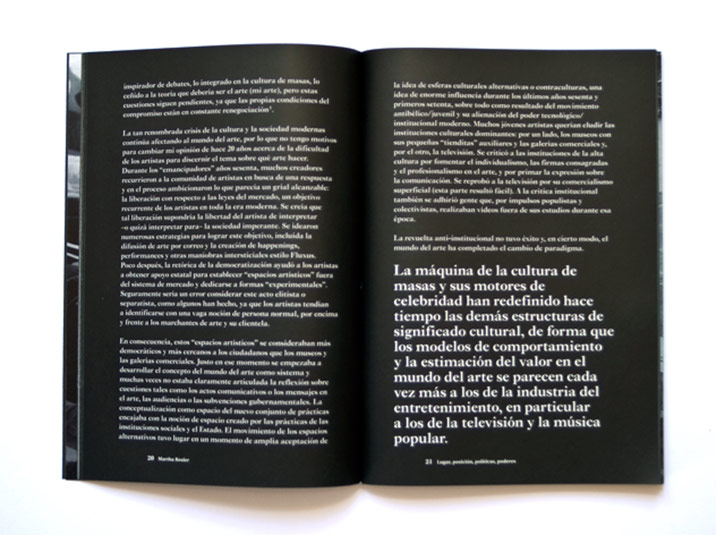 inspirador de debates, lo integrado en la cultura de masas, lo
ceñido a la teoría que debería ser el arte (mi arte), pero estas
cuestiones siguen pendientes, ya que las propias condiciones del
compromiso están en constante renegociación⁴.
La tan renombrada crisis de la cultura y la sociedad modernas
continúa afectando al mundo del arte, por lo que no tengo motivos
para cambiar mi opinión de hace 20 años acerca de la dificultad
de los artistas para discernir el tema sobre qué arte hacer.
Durante los “emancipadores” años sesenta, muchos creadores
recurrieron a la comunidad de artistas en busca de una respuesta
y en el proceso ambicionaron lo que parecía un grial alcanzable:
la liberación con respecto a las leyes del mercado, un objetivo
recurrente de los artistas en toda la era moderna. Se creía que
tal liberación supondría la libertad del artista de interpretar
–o quizá interpretar para– la sociedad imperante. Se idearon
numerosas estrategias para lograr este objetivo, incluida la
difusión de arte por correo y la creación de happenings,
performances y otras maniobras intersticiales estilo Fluxus.
Poco después, la retórica de la democratización ayudó a los artistas
a obtener apoyo estatal para establecer “espacios artísticos” fuera
del sistema de mercado y dedicarse a formas “experimentales”.
Seguramente sería un error considerar este acto elitista o
separatista, como algunos han hecho, ya que los artistas tendían
a identificarse con una vaga noción de persona normal, por encima
y frente a los marchantes de arte y su clientela.
En consecuencia, estos “espacios artísticos” se consideraban más
democráticos y más cercanos a los ciudadanos que los museos y
las galerías comerciales. Justo en ese momento se empezaba a
desarrollar el concepto del mundo del arte como sistema y
muchas veces no estaba claramente articulada la reflexión sobre
cuestiones tales como los actos comunicativos o los mensajes en
el arte, las audiencias o las subvenciones gubernamentales. La
conceptualización como espacio del nuevo conjunto de prácticas
encajaba con la noción de espacio creado por las prácticas de las
instituciones sociales y el Estado. El movimiento de los espacios
alternativos tuvo lugar en un momento de amplia aceptación de
20 Martha Rosler
la idea de esferas culturales alternativas o contraculturas, una
idea de enorme influencia durante los últimos años sesenta y
primeros setenta, sobre todo como resultado del movimiento
antibélico/juvenil y su alienación del poder tecnológico/
institucional moderno. Muchos jóvenes artistas querían eludir las
instituciones culturales dominantes: por un lado, los museos con
sus pequeñas “tienditas” auxiliares y las galerías comerciales y,
por el otro, la televisión. Se criticó a las instituciones de la alta
cultura por fomentar el individualismo, las firmas consagradas
y el profesionalismo en el arte, y por primar la expresión sobre
la comunicación. Se reprobó a la televisión por su comercialismo
superficial (esta parte resultó fácil). A la crítica institucional
también se adhirió gente que, por impulsos populistas y
colectivistas, realizaban vídeos fuera de sus estudios durante esa
época.
La revuelta anti-institucional no tuvo éxito y, en cierto modo, el
mundo del arte ha completado el cambio de paradigma.
La máquina de la cultura de
masas y sus motores de
celebridad han redefinido hace
tiempo las demás estructuras de
significado cultural, de forma que
los modelos de comportamiento
y la estimación del valor en el
mundo del arte se parecen cada
vez más a los de la industria del
entretenimiento, en particular
a los de la televisión y la música
popular.
21 Lugar, posición, políticas, poderes